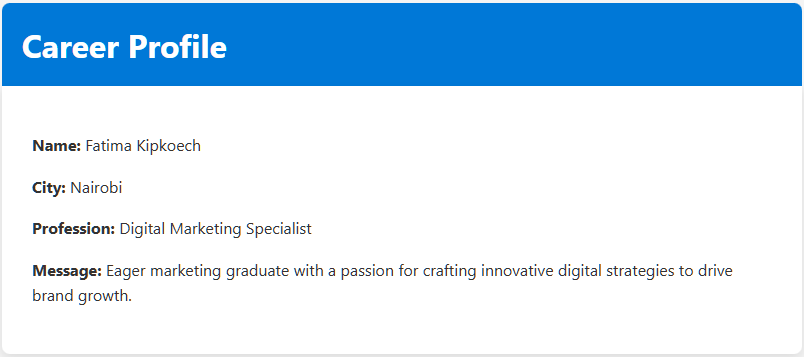 Career Profile
Name: Fatima Kipkoech
City: Nairobi
Profession: Digital Marketing Specialist
Message: Eager marketing graduate with a passion for crafting innovative digital strategies to drive
brand growth.